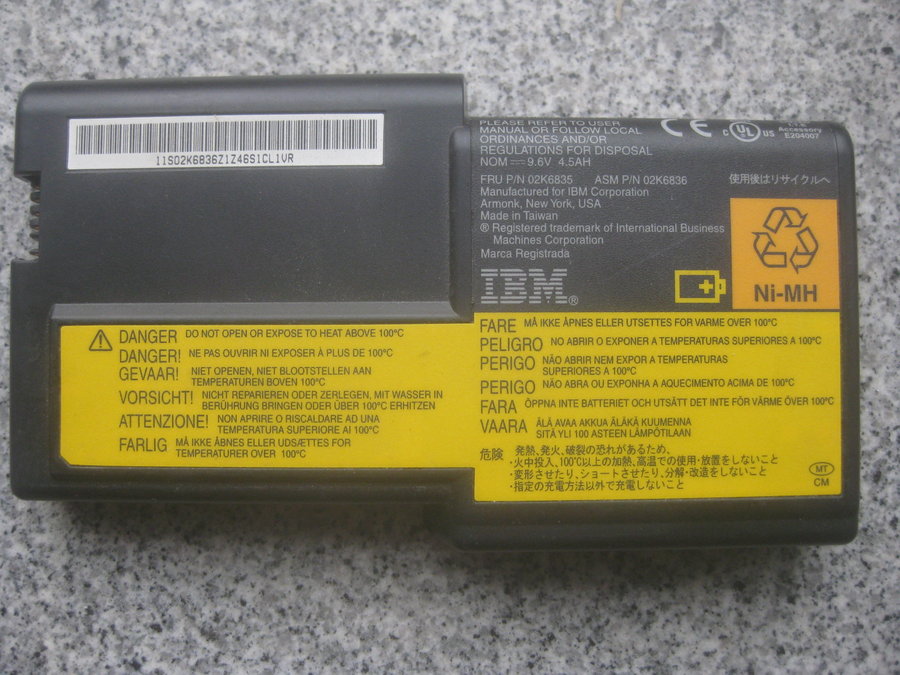 11S02K6836Z1Z46S1CL1VR
PLEASE REFER TO USER
MANUAL OR FOLLOW LOCAL
ORDINANCES AND/OR
REGULATIONS FOR DISPOSAL
NOM 9.6V 4.5AH
CE
c UL US
I.T.E.
Accessory
E204007
FRU P/N 02K6835 ASM P/N 02K6836
Manufactured for IBM Corporation
Armonk, New York, USA
Made in Taiwan
® Registered trademark of International Business
Machines Corporation
Marca Registrada
IBM®
使用後はリサイクルへ
Ni-MH
DANGER DO NOT OPEN OR EXPOSE TO HEAT ABOVE 100°C
DANGER! NE PAS OUVRIR NI EXPOSER À PLUS DE 100°C
GEVAAR! NIET OPENEN, NIET BLOOTSTELLEN AAN
TEMPERATUREN BOVEN 100°C
VORSICHT! NICHT REPARIEREN ODER ZERLEGEN, MIT WASSER IN
BERÜHRUNG BRINGEN ODER ÜBER 100°C ERHITZEN
ATTENZIONE! NON APRIRE O RISCALDARE AD UNA
TEMPERATURA SUPERIORE AI 100°C
FARLIG MÅ IKKE ÅBNES ELLER UDSÆTTES FOR
TEMPERATURER OVER 100°C
FARE MÅ IKKE ÅPNES ELLER UTSETTES FOR VARME OVER 100°C
PELIGRO NO ABRIR O EXPONER A TEMPERATURAS SUPERIORES A 100°C
PERIGO NÃO ABRIR NEM EXPOR A TEMPERATURAS
SUPERIORES A 100°C
PERIGO NÃO ABRA OU EXPONHA A AQUECIMENTO ACIMA DE 100°C
FARA ÖPPNA INTE BATTERIET OCH UTSÄTT DET INTE FÖR VÄRME ÖVER 100°C
VAARA ÄLÄ AVAA AKKUA ÄLÄKÄ KUUMENNA
SITÄ YLI 100 ASTEEN LÄMPÖTILAAN
危険 発熱、発火、破裂の恐れがあるため、
・火中投入、100°C以上の加熱、高温での使用・放置をしないこと
・変形させたり、ショートさせたり、分解・改造をしないこと
・指定の充電方法以外で充電しないこと
MT
CM